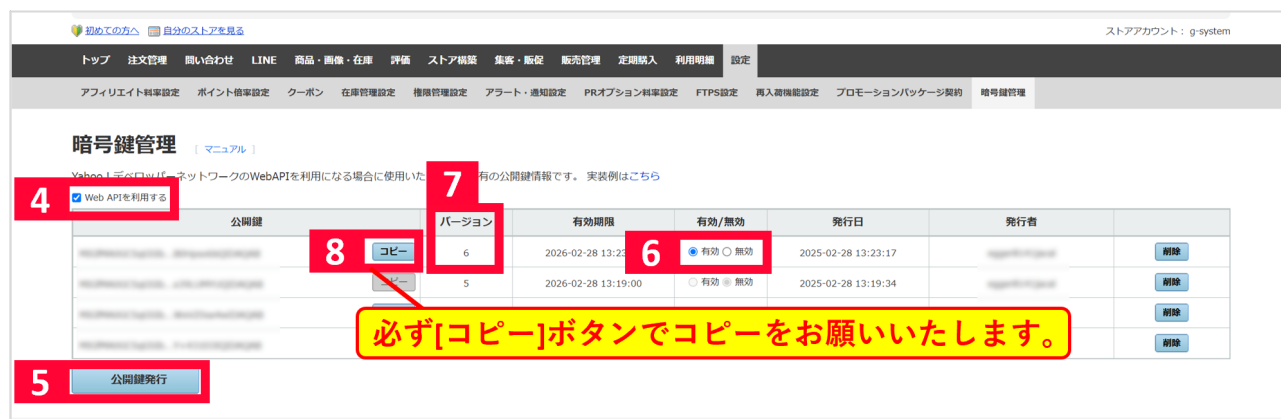 初めての方へ 自分のストアを見る ストアアカウント： g-system
トップ 注文管理 問い合わせ LINE 商品・画像・在庫 評価 ストア構築 集客・販促 販売管理 定期購入 利用明細 設定
アフィリエイト料率設定 ポイント倍率設定 クーポン 在庫管理設定 権限管理設定 アラート・通知設定 PRオプション料率設定 FTPS設定 再入荷機能設定 プロモーションパッケージ契約 暗号鍵管理
暗号鍵管理 [ マニュアル ]
Yahoo！デベロッパーネットワークのWebAPIを利用になる場合に使用いた 有の公開鍵情報です。 実装例はこちら
7
4 Web APIを利用する
公開鍵 バージョン 有効期限 有効/無効 発行日 発行者
8 コピー 6 2026-02-28 13:23 6 有効 無効 2025-02-28 13:23:17 削除
コピー 5 2026-02-28 13:19:00 有効 無効 2025-02-28 13:19:34 削除
削除
必ず[コピー]ボタンでコピーをお願いいたします。
削除
5 公開鍵発行